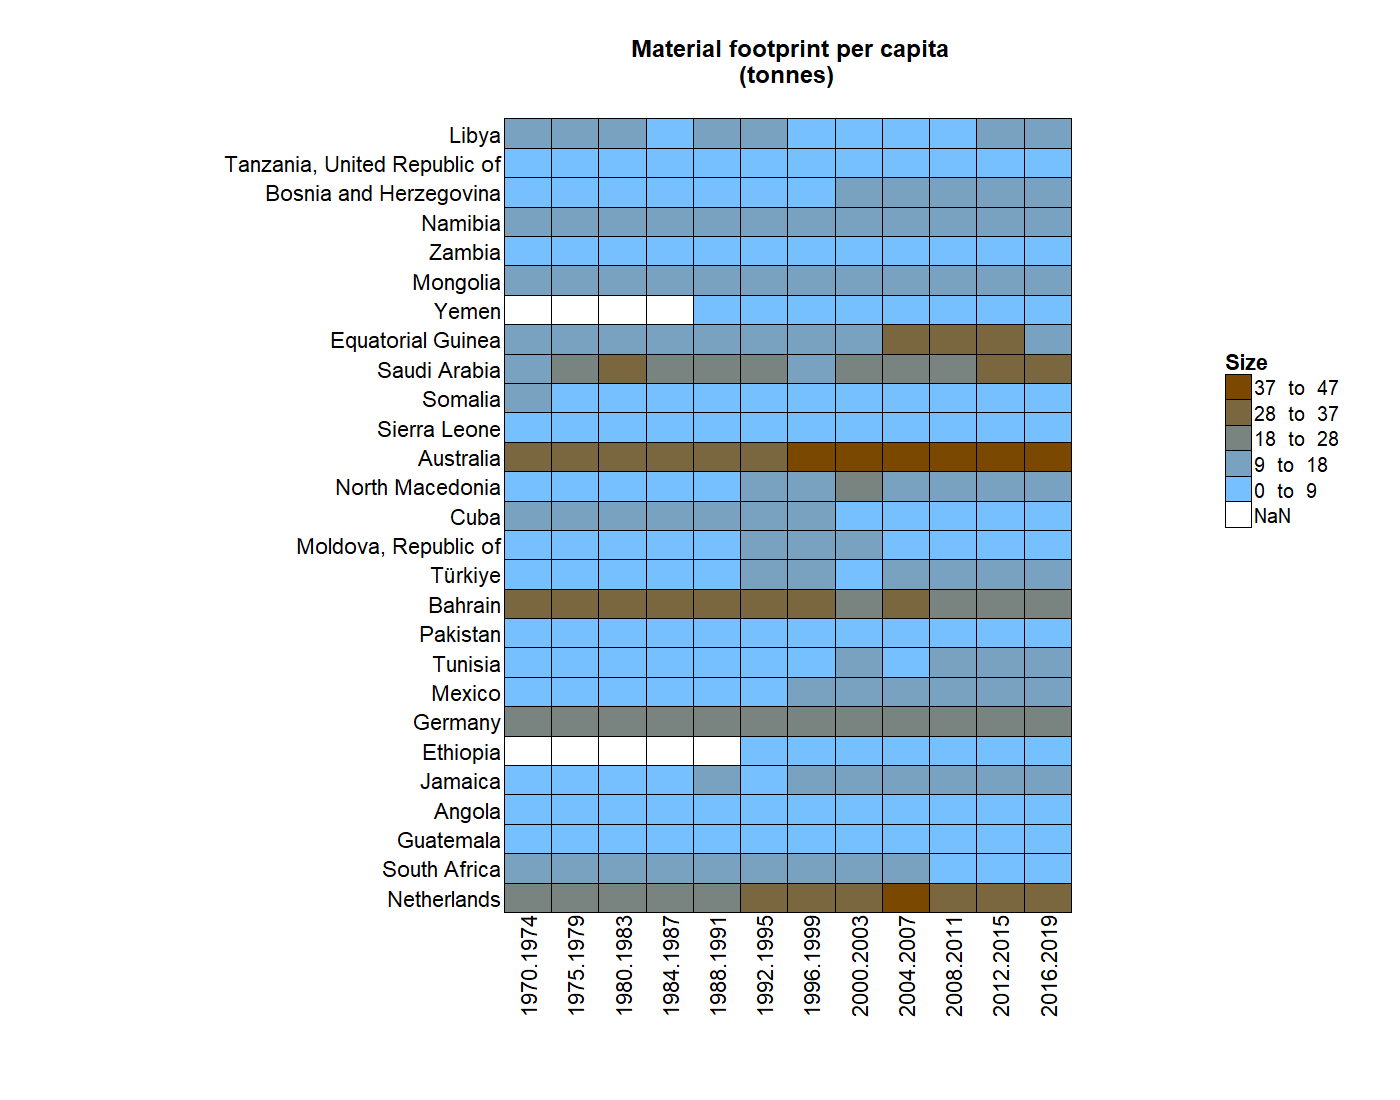 Material footprint per capita
(tonnes)
Libya
Tanzania, United Republic of
Bosnia and Herzegovina
Namibia
Zambia
Mongolia
Yemen
Equatorial Guinea
Saudi Arabia
Somalia
Sierra Leone
Australia
North Macedonia
Cuba
Moldova, Republic of
Türkiye
Bahrain
Pakistan
Tunisia
Mexico
Germany
Ethiopia
Jamaica
Angola
Guatemala
South Africa
Netherlands
1970.1974
1975.1979
1980.1983
1984.1987
1988.1991
1992.1995
1996.1999
2000.2003
2004.2007
2008.2011
2012.2015
2016.2019
Size
37 to 47
28 to 37
18 to 28
9 to 18
0 to 9
NaN